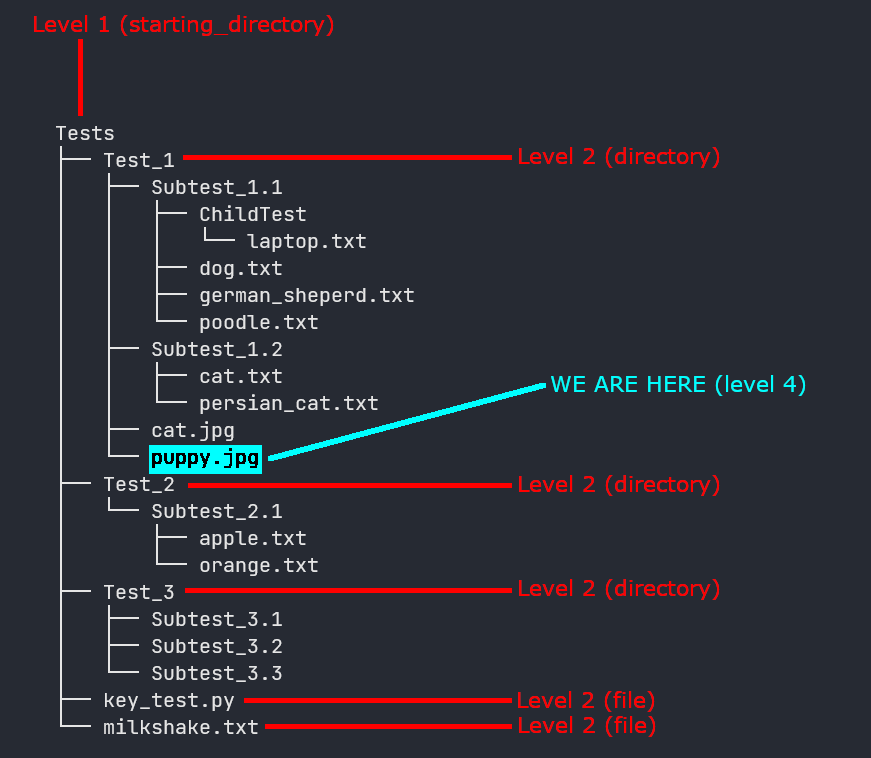 Level 1 (starting_directory)
Tests
Test_1 Level 2 (directory)
Subtest_1.1
ChildTest
laptop.txt
dog.txt
german_sheperd.txt
poodle.txt
Subtest_1.2
cat.txt WE ARE HERE (level 4)
persian_cat.txt
cat.jpg
puppy.jpg
Test_2 Level 2 (directory)
Subtest_2.1
apple.txt
orange.txt
Test_3 Level 2 (directory)
Subtest_3.1
Subtest_3.2
Subtest_3.3
key_test.py Level 2 (file)
milkshake.txt Level 2 (file)